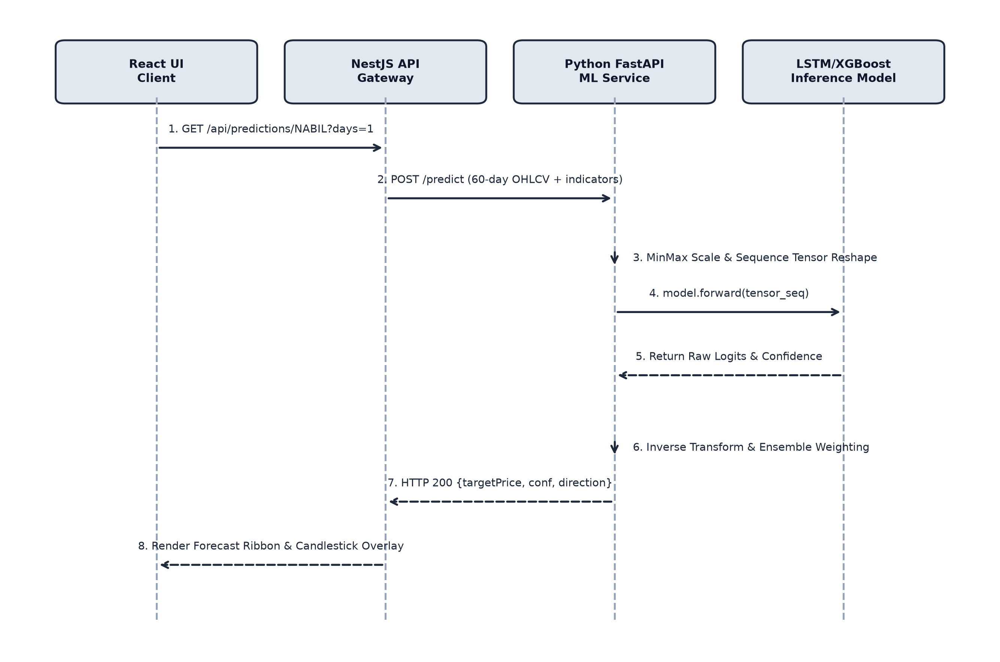 React UI
Client
NestJS API
Gateway
Python FastAPI
ML Service
LSTM/XGBoost
Inference Model
1. GET /api/predictions/NABIL?days=1
2. POST /predict (60-day OHLCV + indicators)
3. MinMax Scale & Sequence Tensor Reshape
4. model.forward(tensor_seq)
5. Return Raw Logits & Confidence
6. Inverse Transform & Ensemble Weighting
7. HTTP 200 {targetPrice, conf, direction}
8. Render Forecast Ribbon & Candlestick Overlay